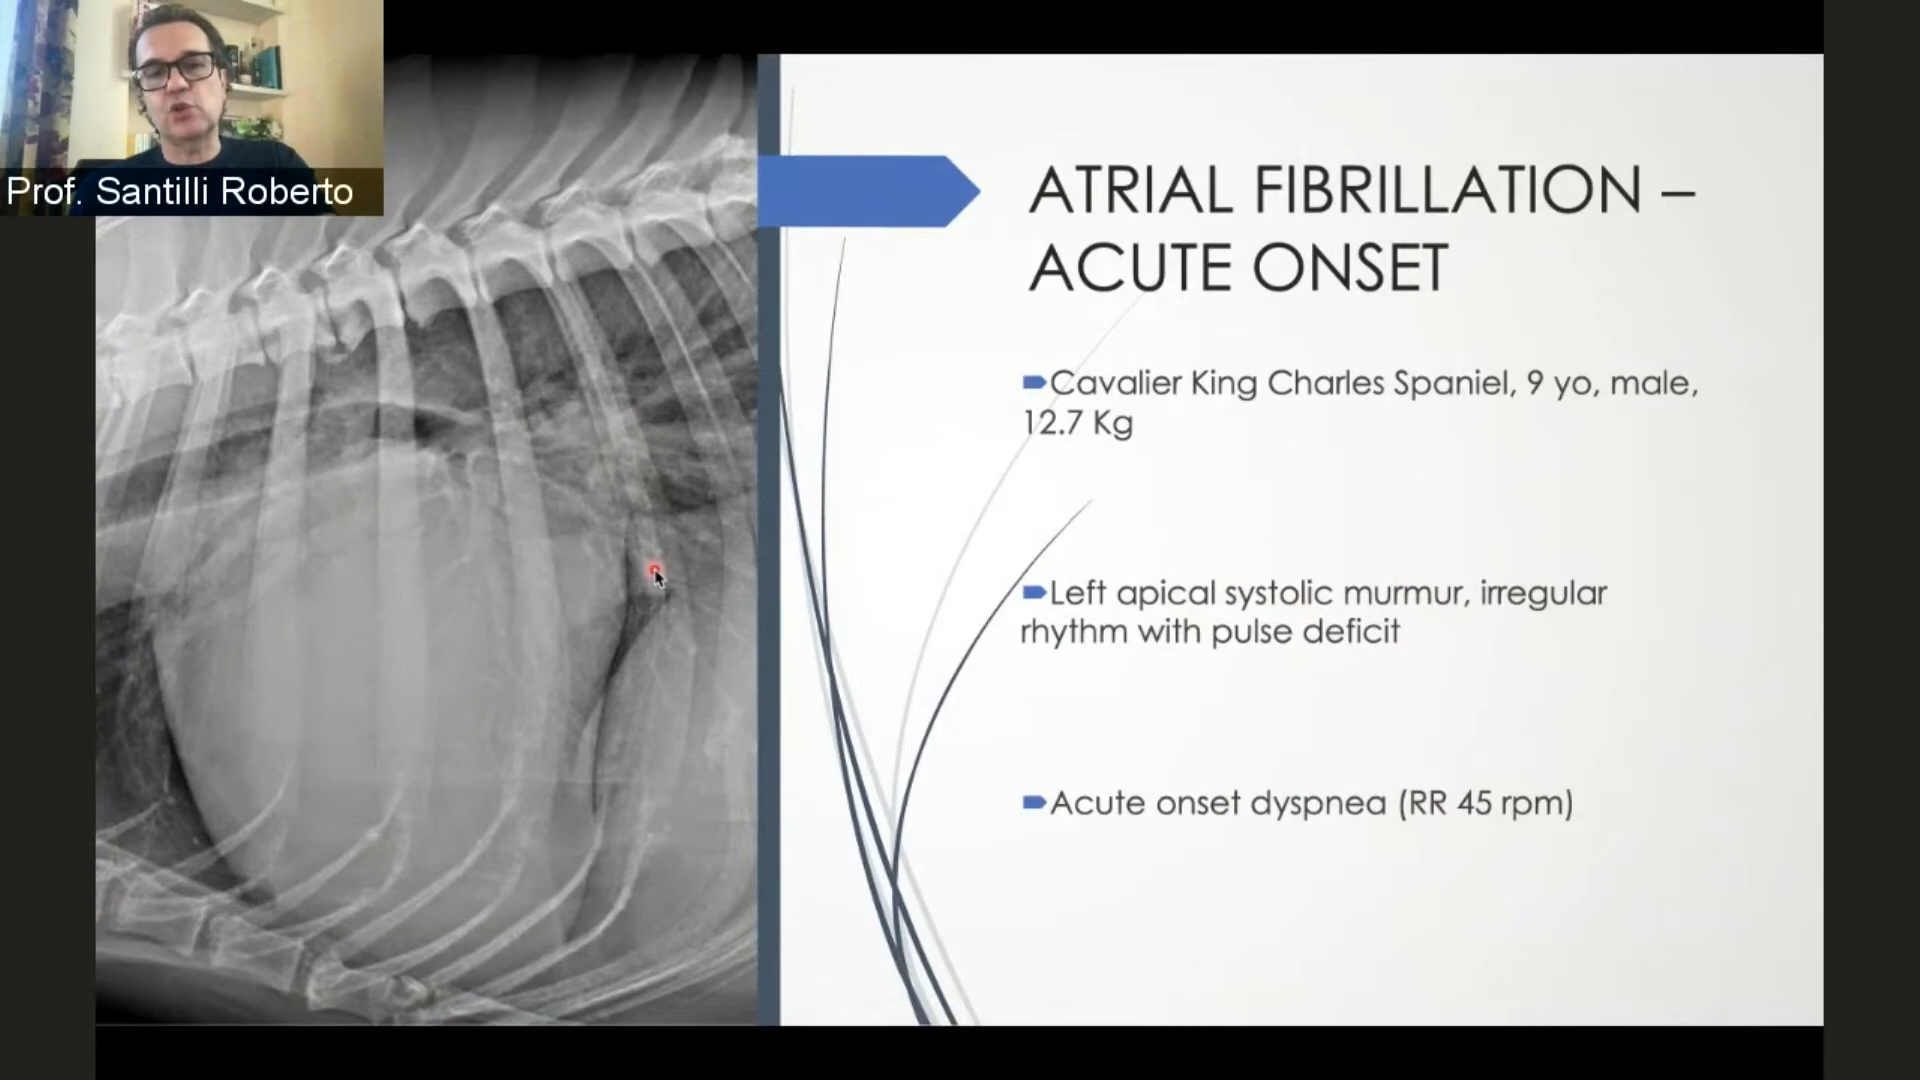 Prof. Santilli Roberto
ATRIAL FIBRILLATION –
ACUTE ONSET
Cavalier King Charles Spaniel, 9 yo, male,
12.7 Kg
Left apical systolic murmur, irregular
rhythm with pulse deficit
Acute onset dyspnea (RR 45 rpm)